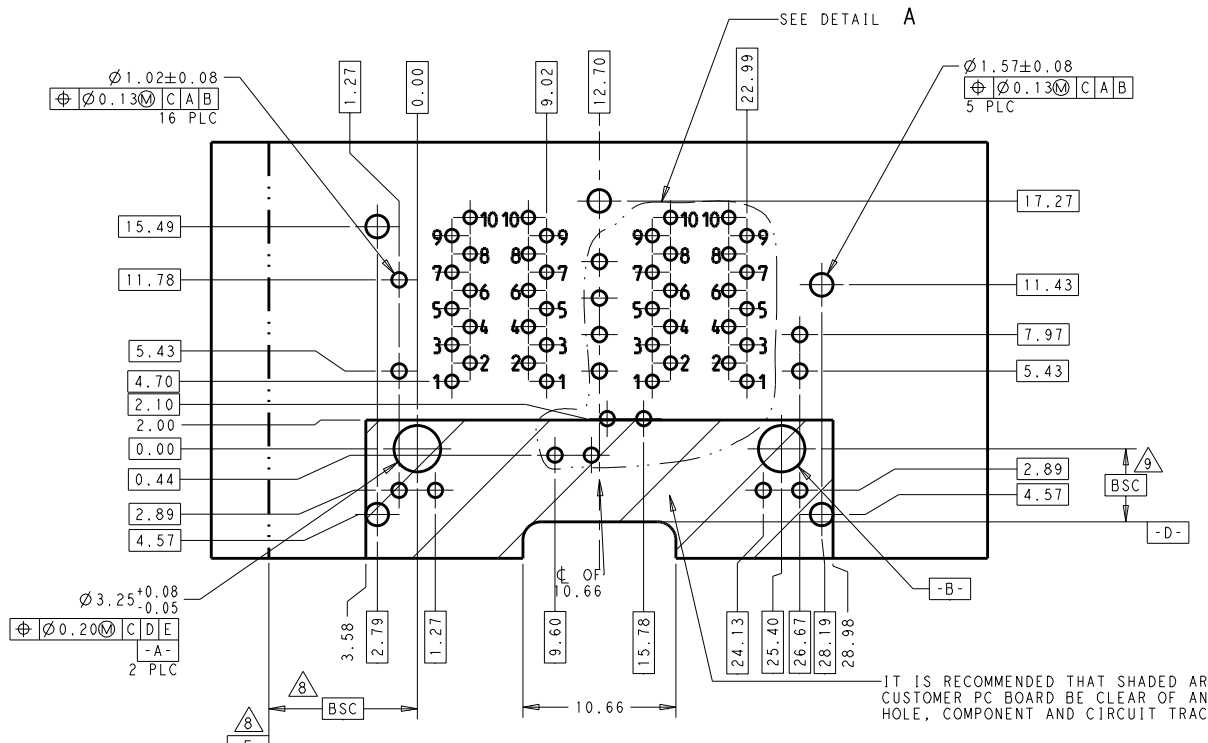 SEE DETAIL A
Ø1.02±0.08
⌖ Ø0.13Ⓜ C A B
16 PLC
1.27
0.00
9.02
12.70
22.99
Ø1.57±0.08
⌖ Ø0.13Ⓜ C A B
5 PLC
15.49
11.78
5.43
4.70
2.10
2.00
0.00
0.44
2.89
4.57
10 10 10 10
9 9 9 9
8 8 8 8
7 7 7 7
6 6 6 6
5 5 5 5
4 4 4 4
3 3 3 3
2 2 2 2
1 1 1 1
17.27
11.43
7.97
5.43
2.89
4.57
9
BSC
-D-
-B-
Ø3.25 +0.08 -0.05
⌖ Ø0.20Ⓜ C D E
-A-
2 PLC
3.58
2.79
1.27
℄ OF
10.66
9.60
15.78
24.13
25.40
26.67
28.19
28.98
8
BSC
8
10.66
IT IS RECOMMENDED THAT SHADED AR
CUSTOMER PC BOARD BE CLEAR OF AN
HOLE, COMPONENT AND CIRCUIT TRAC